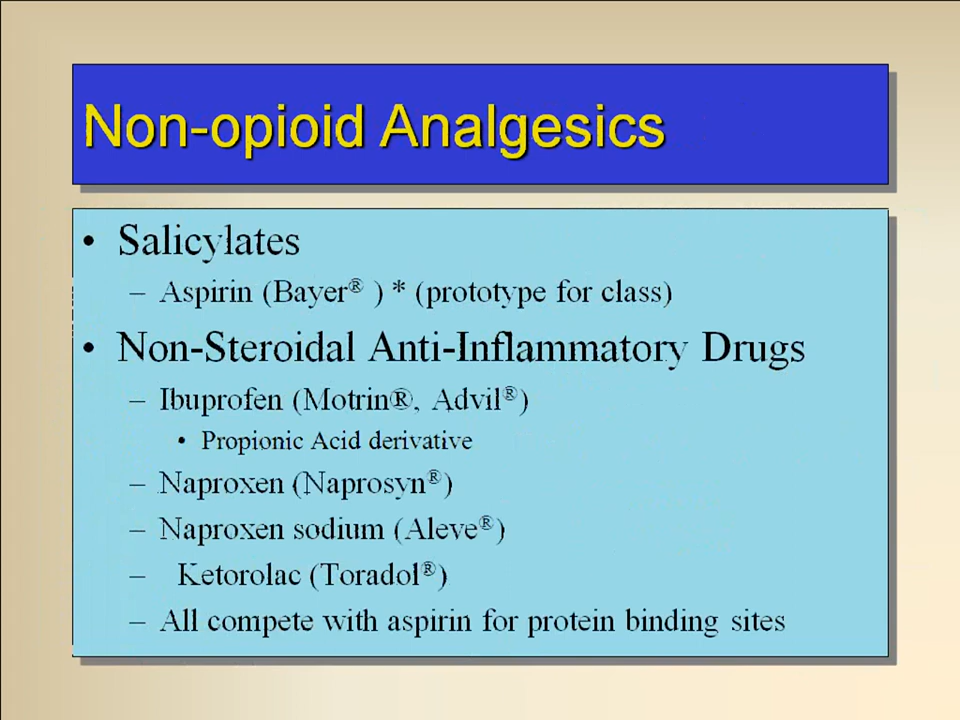 Non-opioid Analgesics
• Salicylates
– Aspirin (Bayer® ) * (prototype for class)
• Non-Steroidal Anti-Inflammatory Drugs
– Ibuprofen (Motrin®, Advil®)
• Propionic Acid derivative
– Naproxen (Naprosyn®)
– Naproxen sodium (Aleve®)
– Ketorolac (Toradol®)
– All compete with aspirin for protein binding sites